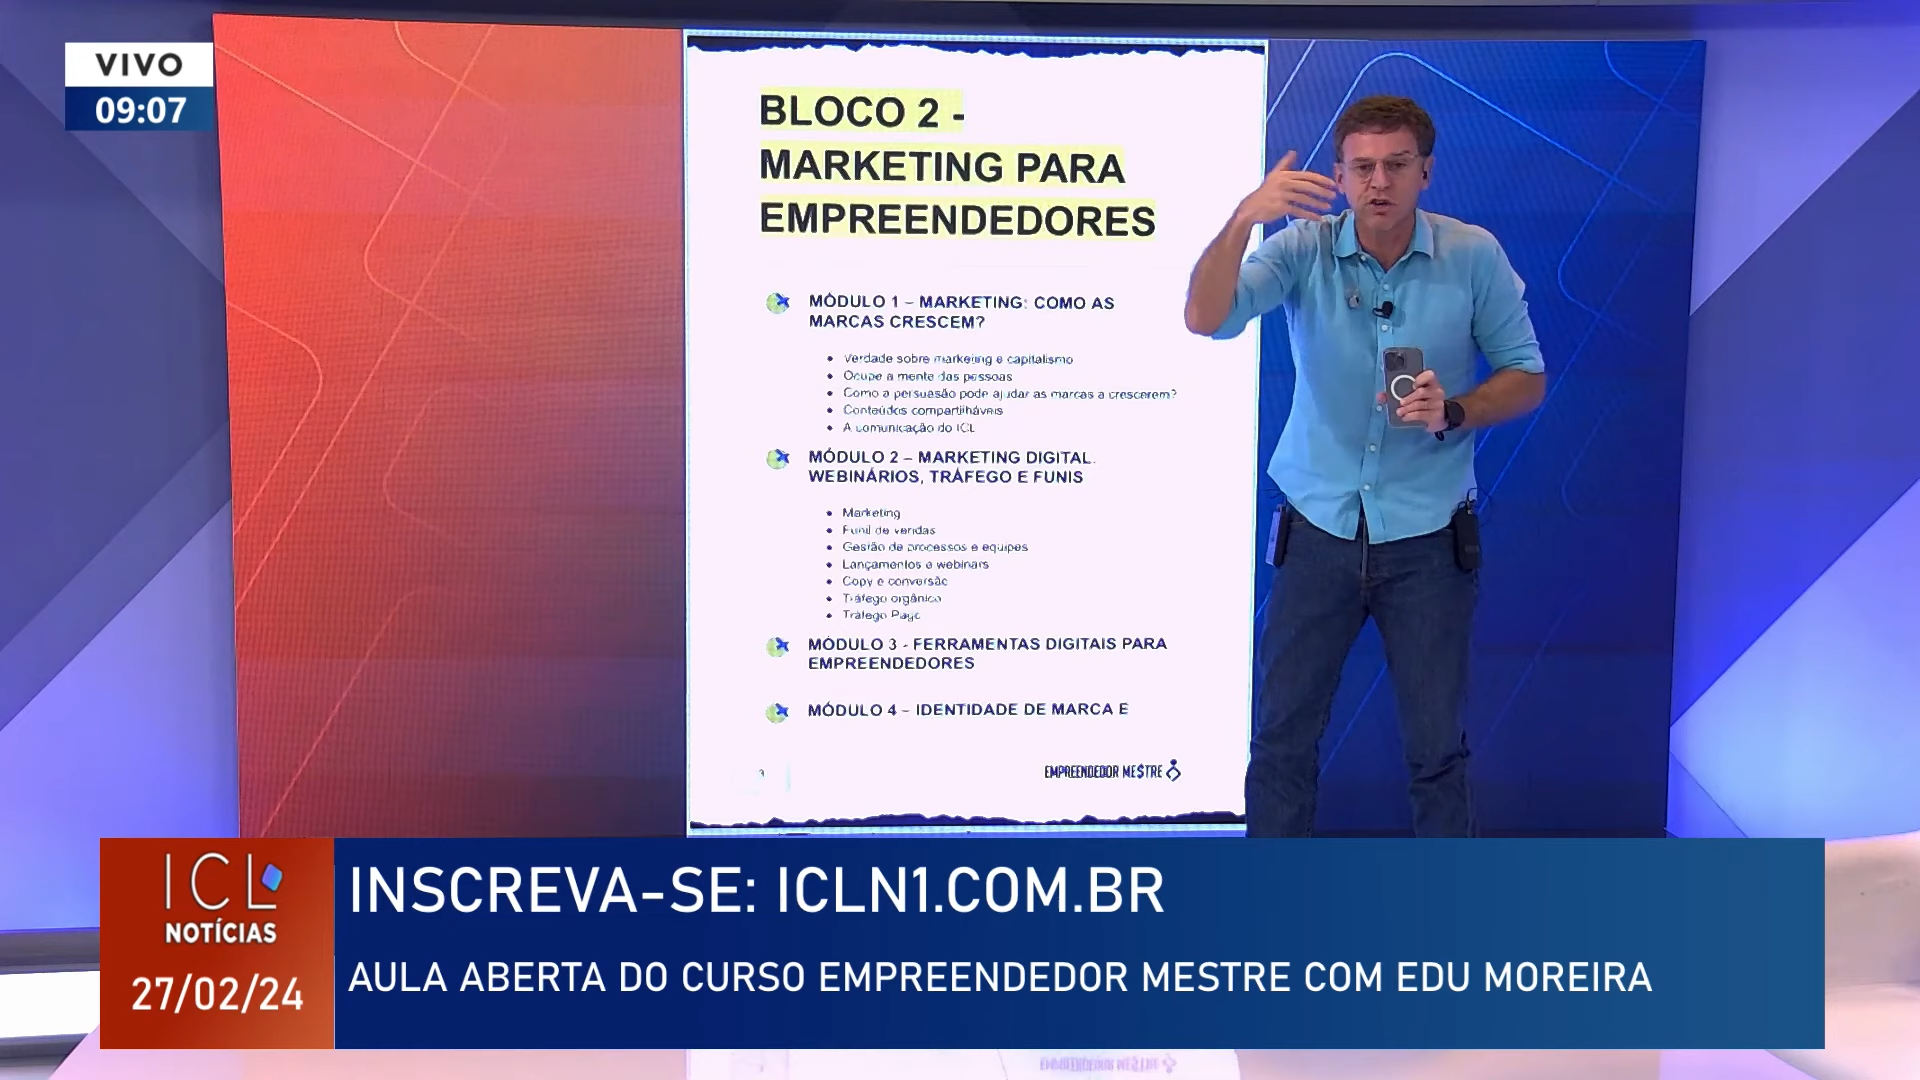 VIVO
09:07
BLOCO 2 -
MARKETING PARA
EMPREENDEDORES
MÓDULO 1 – MARKETING: COMO AS
MARCAS CRESCEM?
Verdade sobre marketing e capitalismo
Ocupe a mente das pessoas
Como a persuasão pode ajudar as marcas a crescerem?
Conteúdos compartilháveis
A comunicação do ICL
MÓDULO 2 – MARKETING DIGITAL.
WEBINÁRIOS, TRÁFEGO E FUNIS
Marketing
Funil de vendas
Gestão de processos e equipes
Lançamentos e webinars
Copy e conversão
Tráfego orgânico
Tráfego Pago
MÓDULO 3 - FERRAMENTAS DIGITAIS PARA
EMPREENDEDORES
MÓDULO 4 – IDENTIDADE DE MARCA E
3
EMPREENDEDOR ME$TRE
ICL
NOTÍCIAS
27/02/24
INSCREVA-SE: ICLN1.COM.BR
AULA ABERTA DO CURSO EMPREENDEDOR MESTRE COM EDU MOREIRA